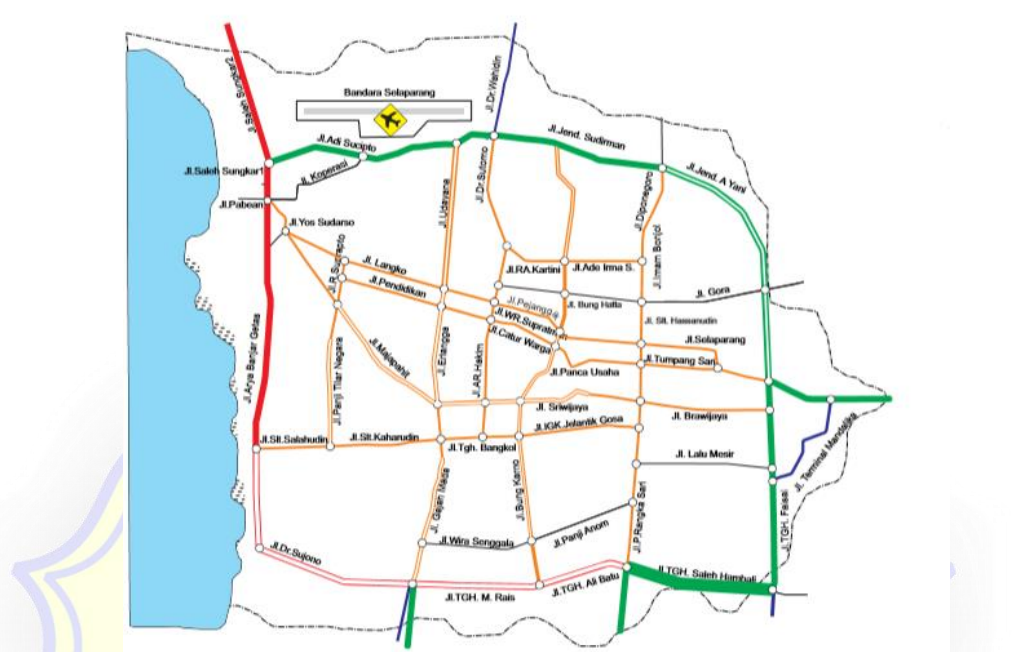 Jl.Dr.Wahidin
Jl.Saleh Sungkar2
Bandara Selaparang
Jl.Jend. Sudirman
Jl.Adi Sucipto
Jl.Saleh Sungkar1
Jl. Koperasi
Jl.Dr.Sutomo
Jl.Jend. A Yani
Jl.Pabean
Jl.Udayana
Jl.Diponegoro
Jl.Yos Sudarso
Jl. Langko
Jl.RA.Kartini
Jl.Ade Irma S.
Jl.Imam Bonjol
Jl.Pendidikan
Jl. Gora
Jl.Pejanggg
Jl. Bung Hatta
Jl.WR.Supratman
Jl. Slt. Hasanudin
Jl.Catur Warga
Jl.Selaparang
Jl.Arya Banjar Getas
Jl.Panji Tilar Negara
Jl.Majapahit
Jl.Erlangga
Jl.AR.Hakim
Jl.Tumpang Sari
Jl.Panca Usaha
Jl. Sriwijaya
Jl. Brawijaya
Jl.IGK.Jelantik Gosa
Jl.Slt.Salahudin
Jl.Slt.Kaharudin
Jl.Tgh. Bangkol
Jl. Lalu Mesir
Jl. Terminal Mandalika
Jl. Gajah Mada
Jl.Bung Karno
Jl.P.Rangka Sari
Jl.TGH. Faisal
Jl.Wira Senggala
Jl.Panji Anom
Jl.Dr.Sujono
Jl.TGH. M. Rais
Jl.TGH. Ali Batu
Jl.TGH. Saleh Hambali